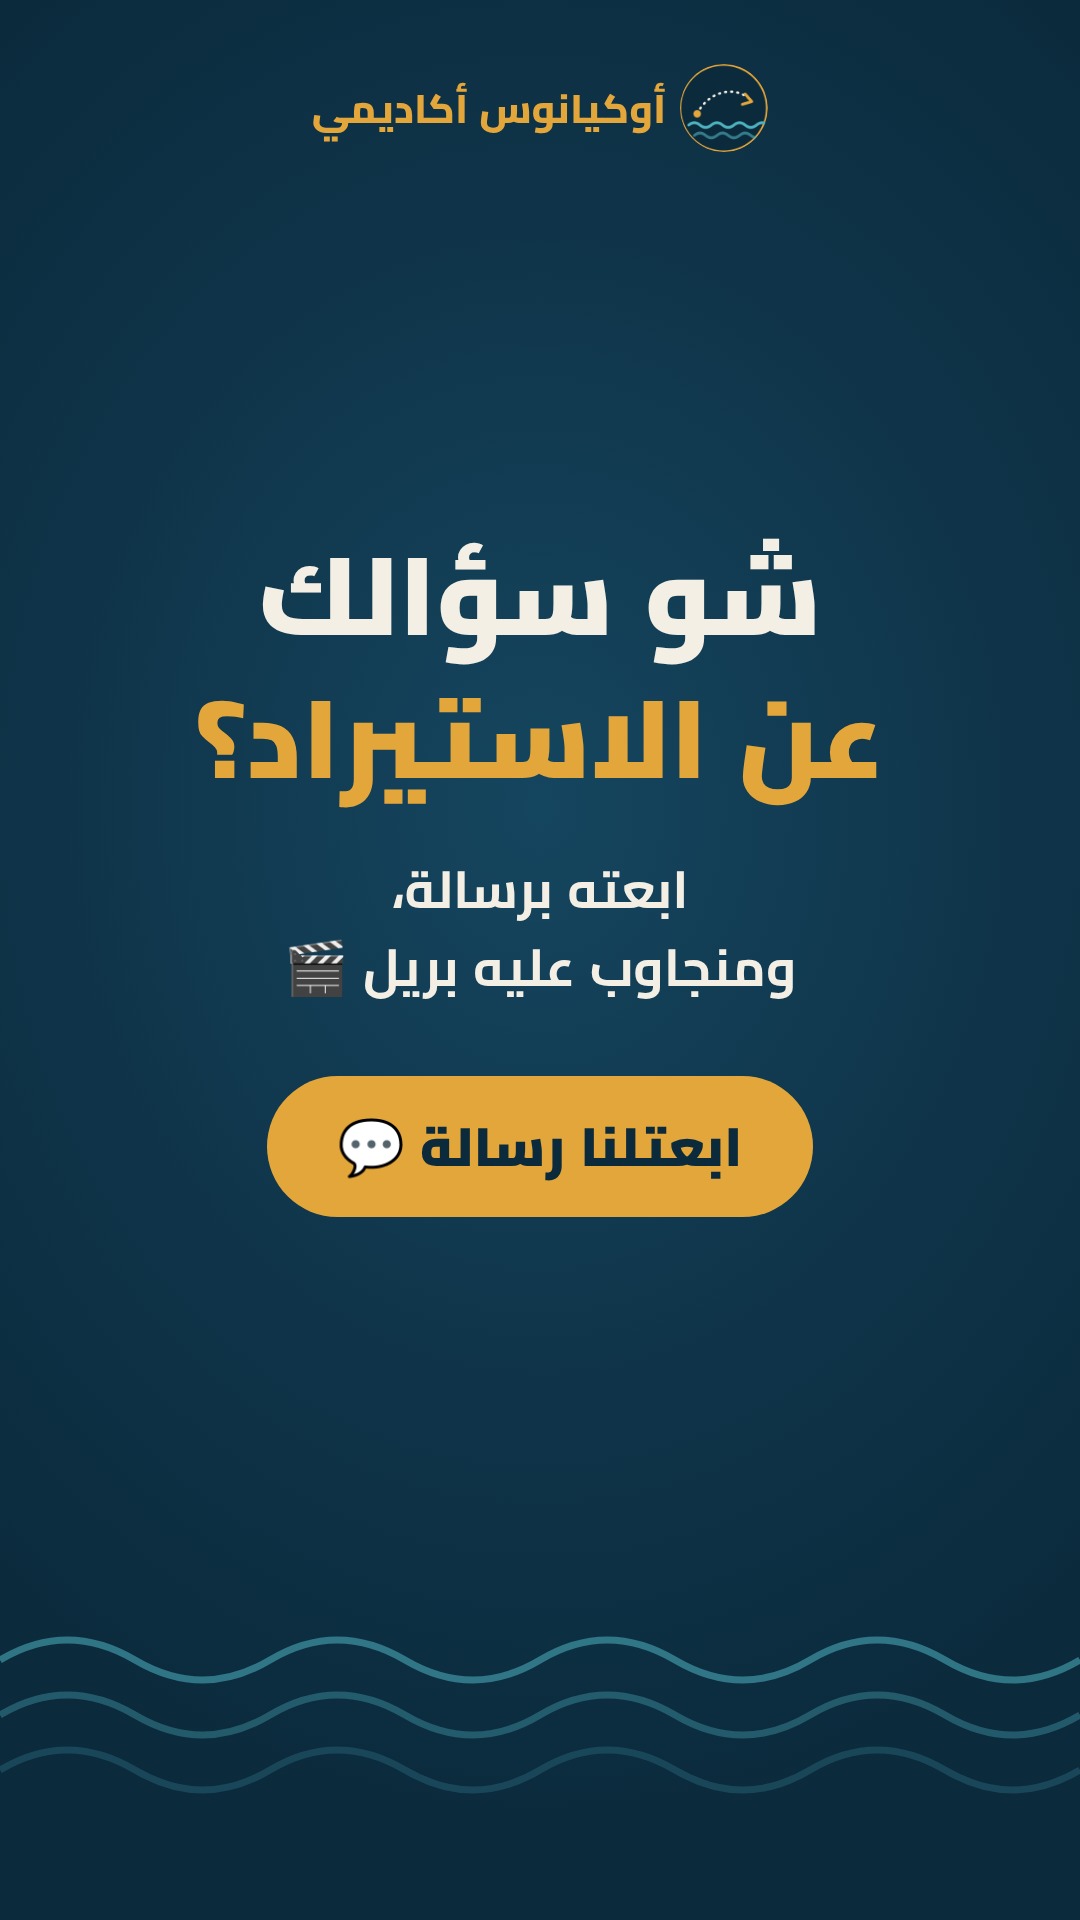 أوكيانوس أكاديمي
شو سؤالك
عن الاستيراد؟
ابعته برسالة،
ومنجاوب عليه بريل 🎬
ابعتلنا رسالة 💬